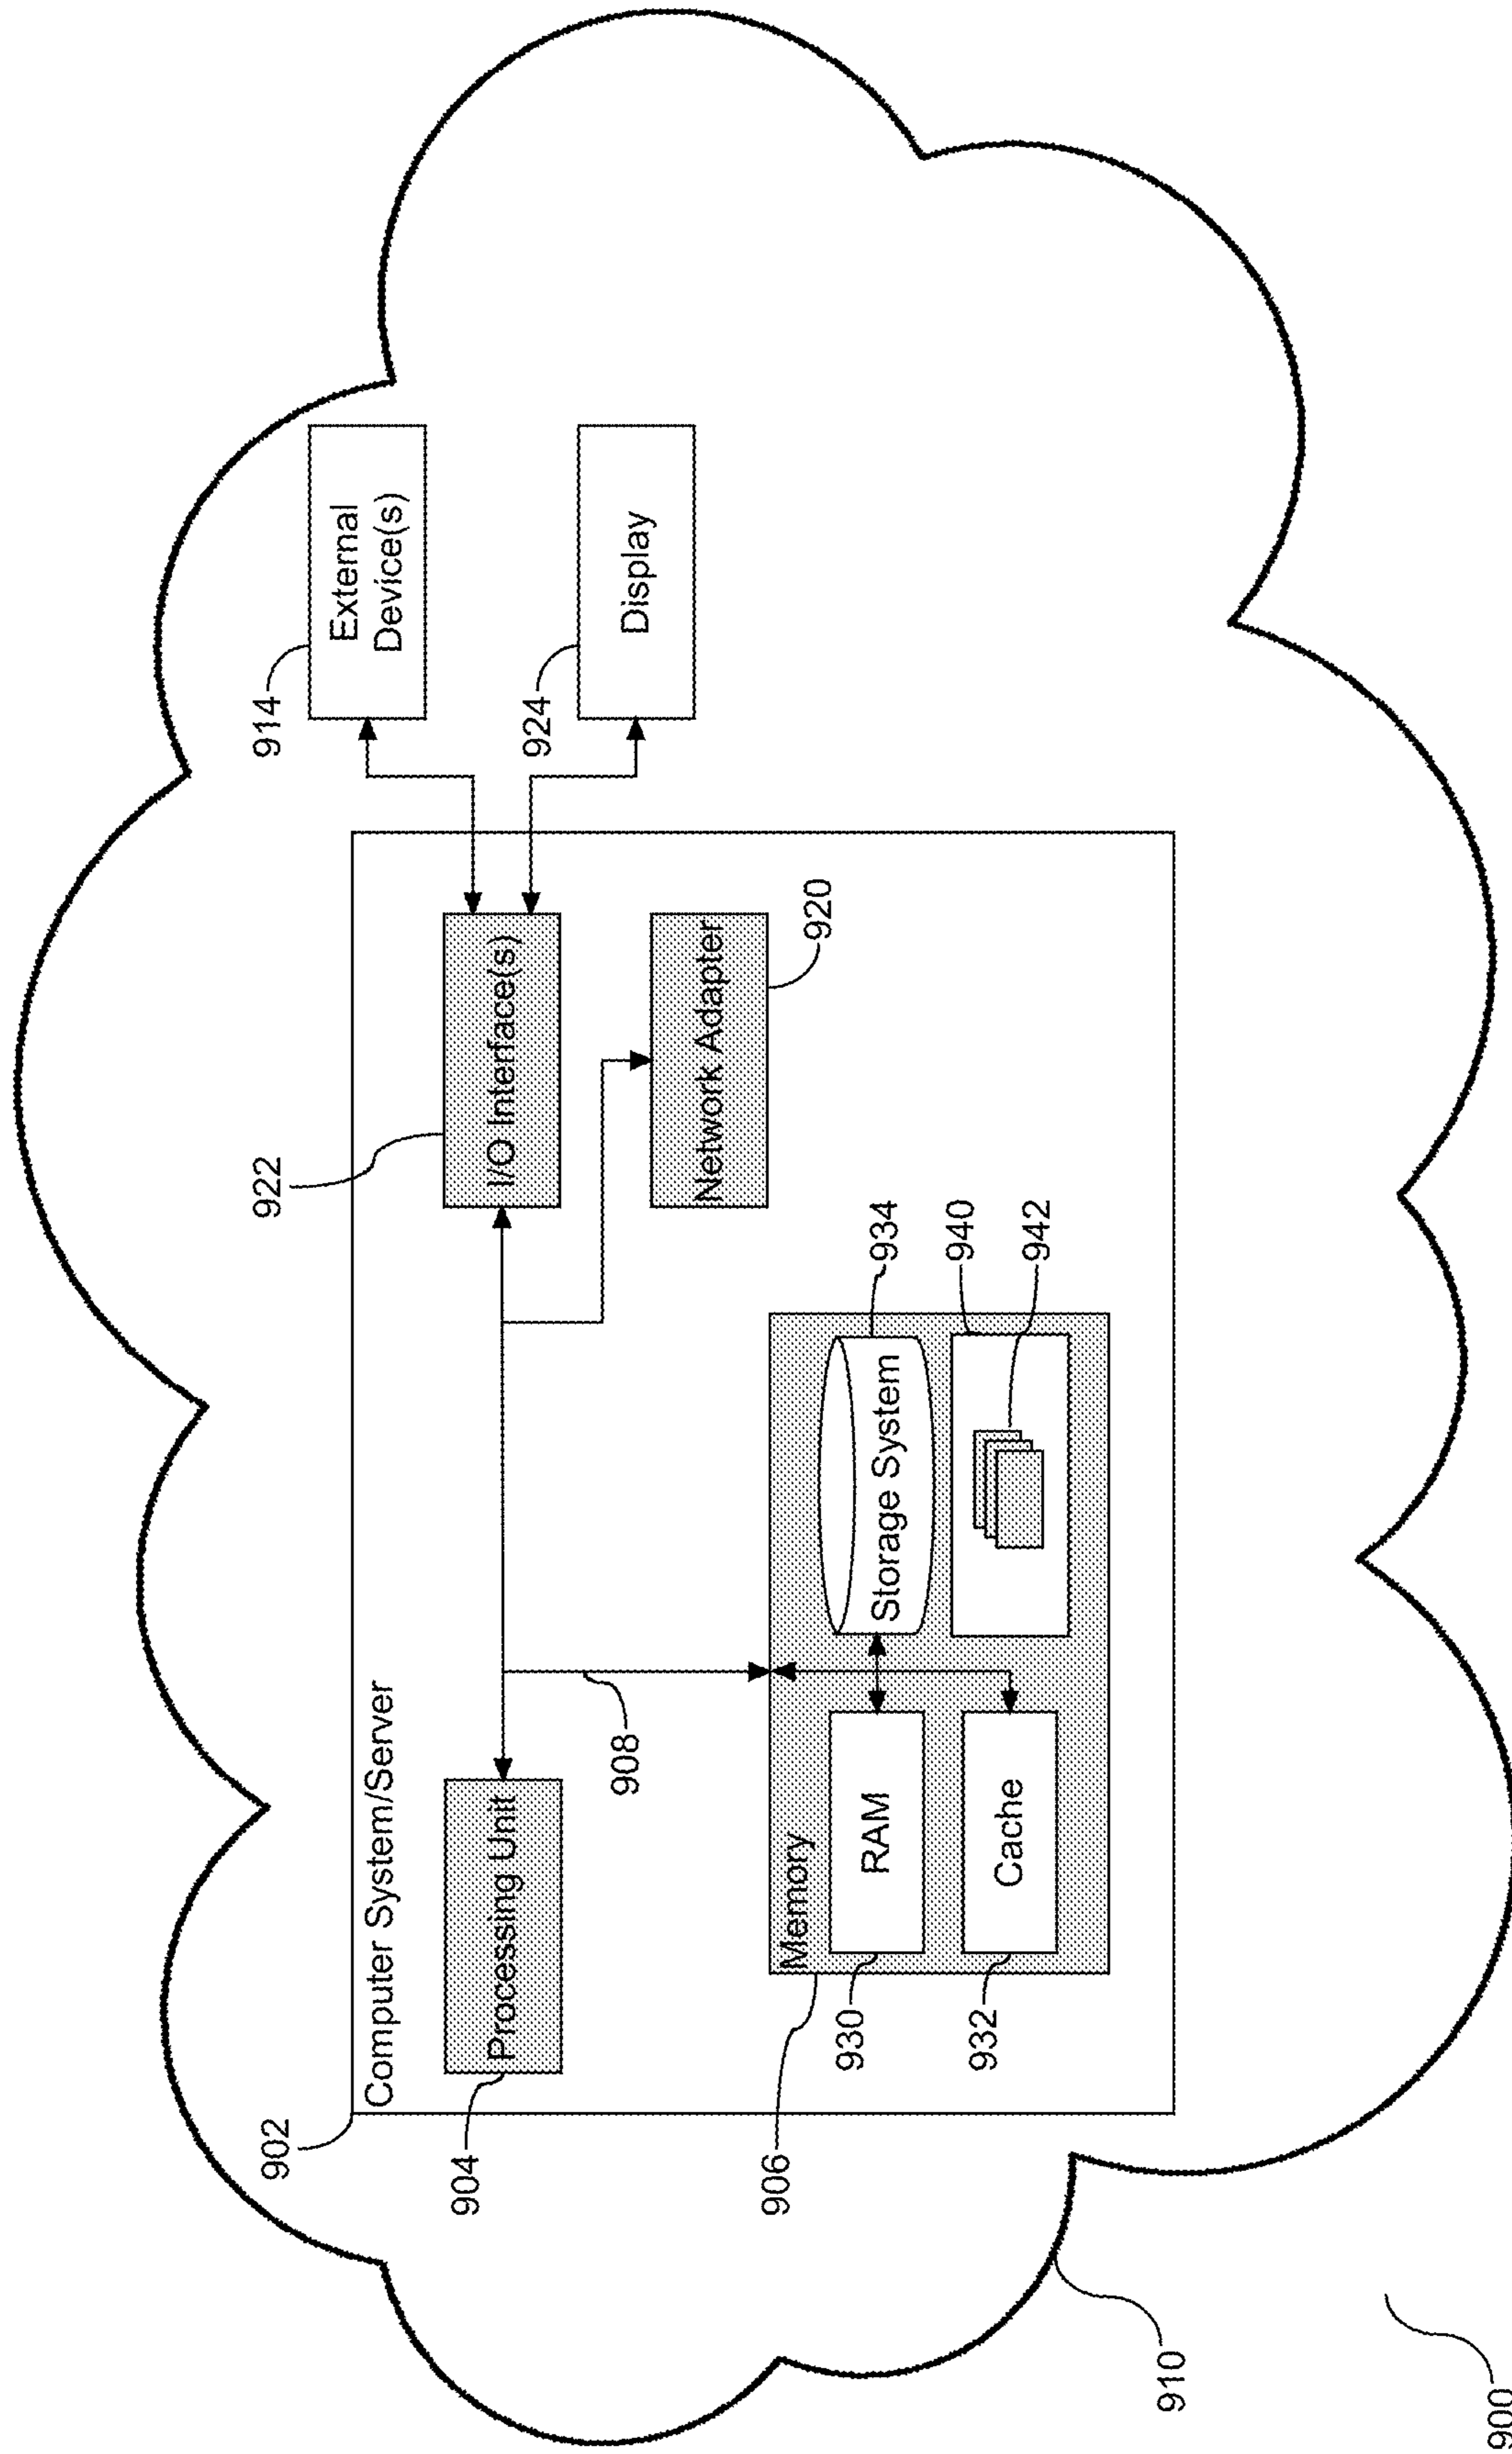 902
Computer System/Server
904
Processing Unit
922
I/O Interface(s)
914
External
Device(s)
924
Display
908
Network Adapter
920
906
Memory
930
RAM
Storage System
934
932
Cache
940
942
910
900